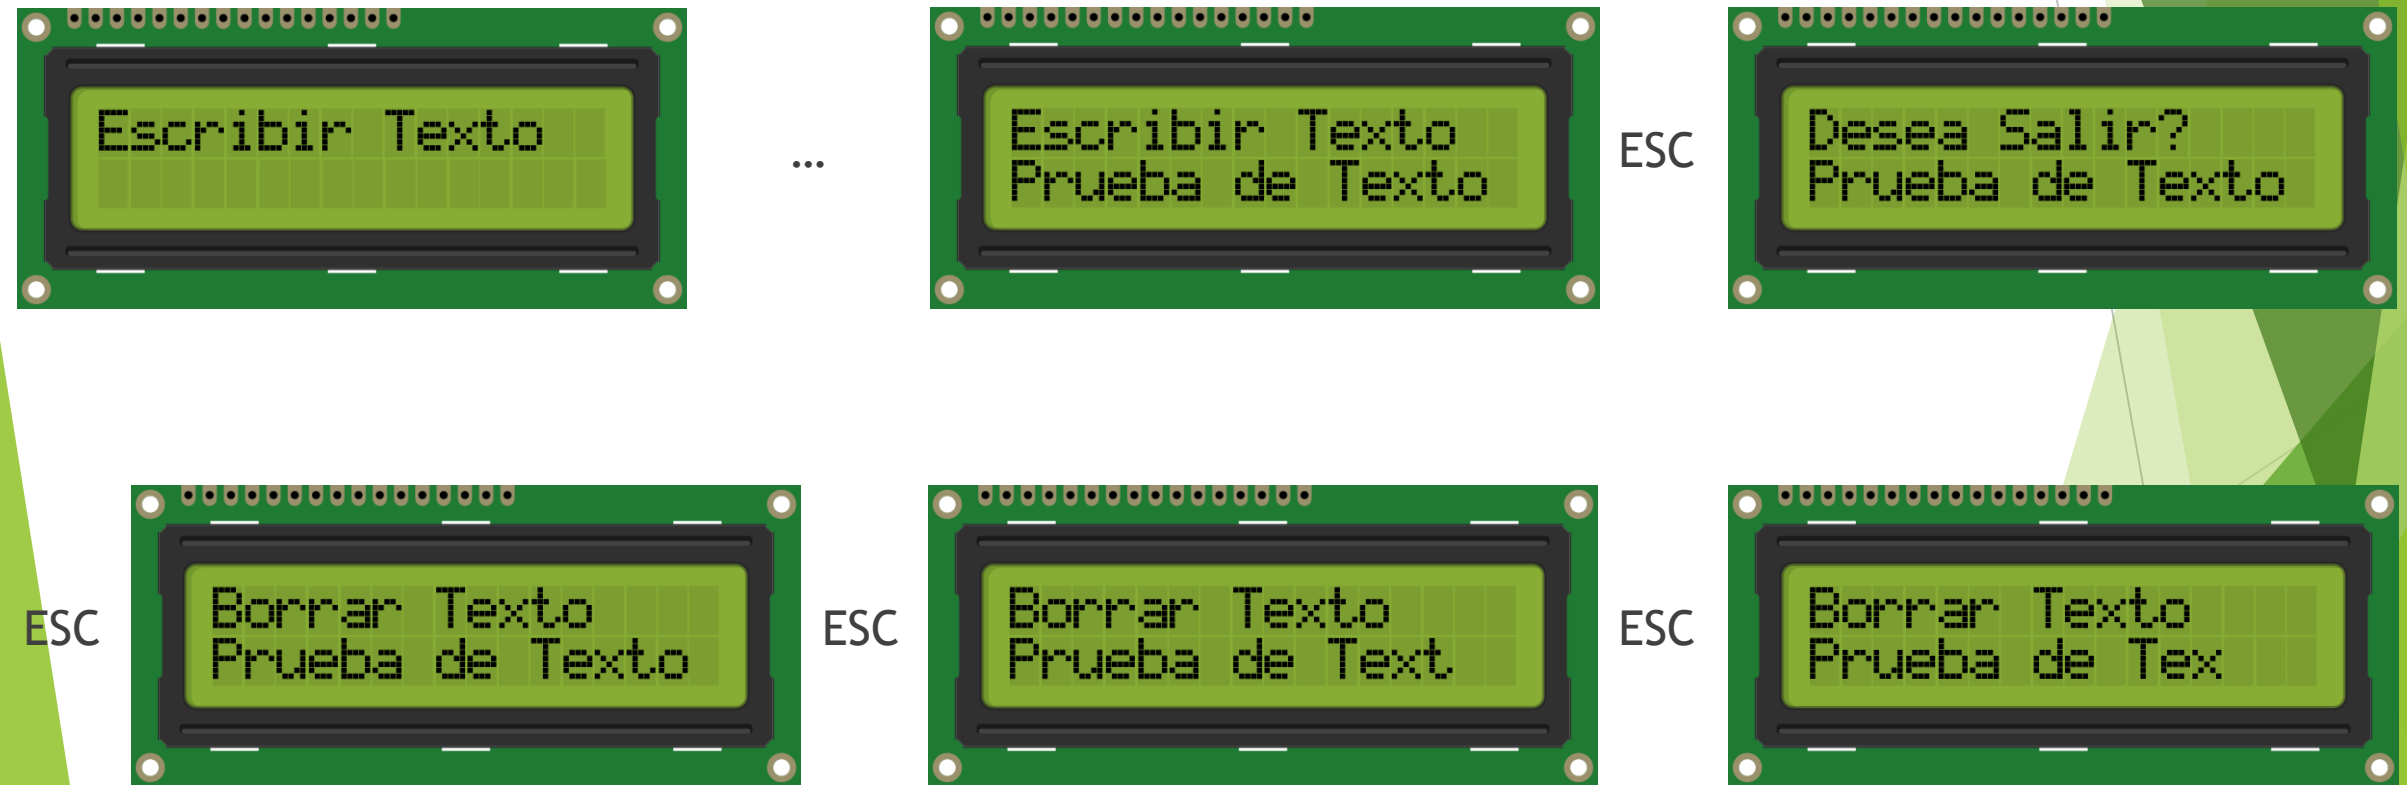 Escribir Texto
...
Escribir Texto
Prueba de Texto
ESC
Desea Salir?
Prueba de Texto
ESC
Borrar Texto
Prueba de Texto
ESC
Borrar Texto
Prueba de Text
ESC
Borrar Texto
Prueba de Tex